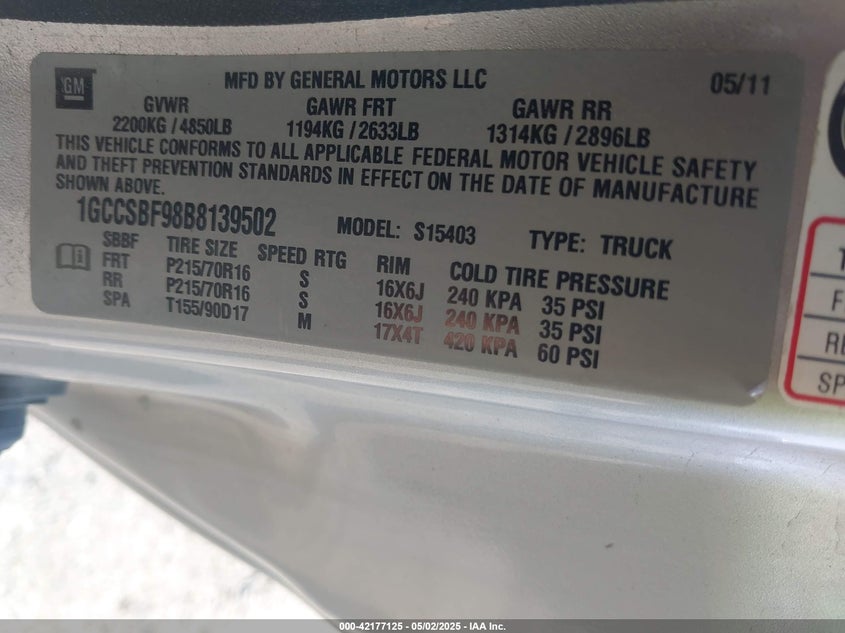 GM
MFD BY GENERAL MOTORS LLC 05/11
GVWR GAWR FRT GAWR RR
2200KG / 4850LB 1194KG / 2633LB 1314KG / 2896LB
THIS VEHICLE CONFORMS TO ALL APPLICABLE FEDERAL MOTOR VEHICLE SAFETY
AND THEFT PREVENTION STANDARDS IN EFFECT ON THE DATE OF MANUFACTURE
SHOWN ABOVE.
1GCCSBF98B8139502 MODEL: S15403 TYPE: TRUCK
SBBF TIRE SIZE SPEED RTG RIM COLD TIRE PRESSURE
FRT P215/70R16 S 16X6J 240 KPA 35 PSI
RR P215/70R16 S 16X6J 240 KPA 35 PSI
SPA T155/90D17 M 17X4T 420 KPA 60 PSI
T
F
RE
SP
000-42177125 - 05/02/2025 - IAA Inc.